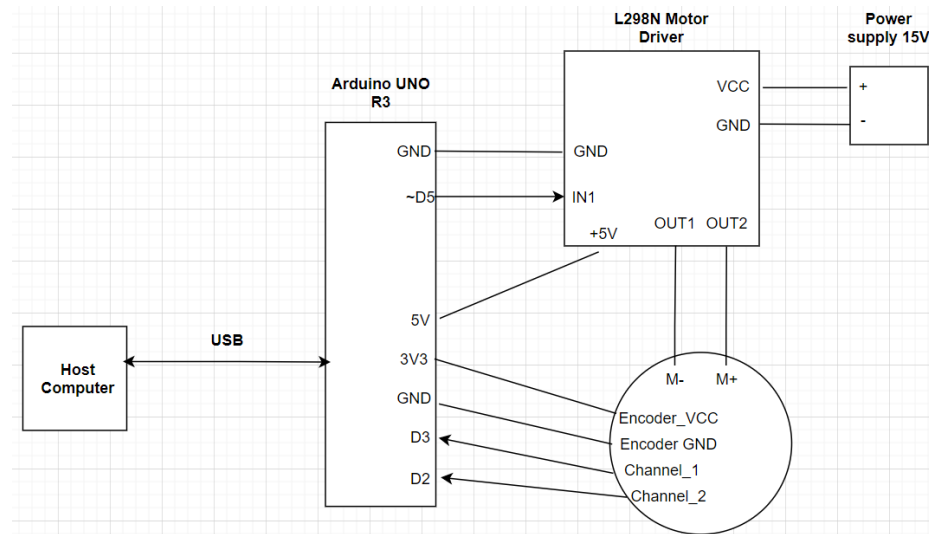 L298N Motor
Driver
Power
supply 15V
Arduino UNO
R3
VCC
+
GND
-
GND
GND
~D5
IN1
OUT1 OUT2
+5V
5V
USB
3V3
Host
Computer
M- M+
GND
Encoder_VCC
D3
Encoder GND
Channel_1
D2
Channel_2